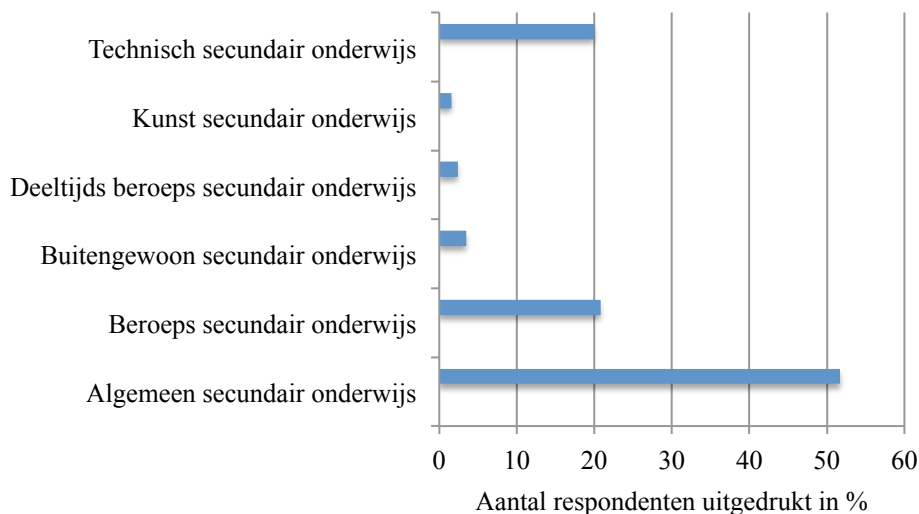 Technisch secundair onderwijs
Kunst secundair onderwijs
Deeltijds beroeps secundair onderwijs
Buitengewoon secundair onderwijs
Beroeps secundair onderwijs
Algemeen secundair onderwijs
0 10 20 30 40 50 60
Aantal respondenten uitgedrukt in %